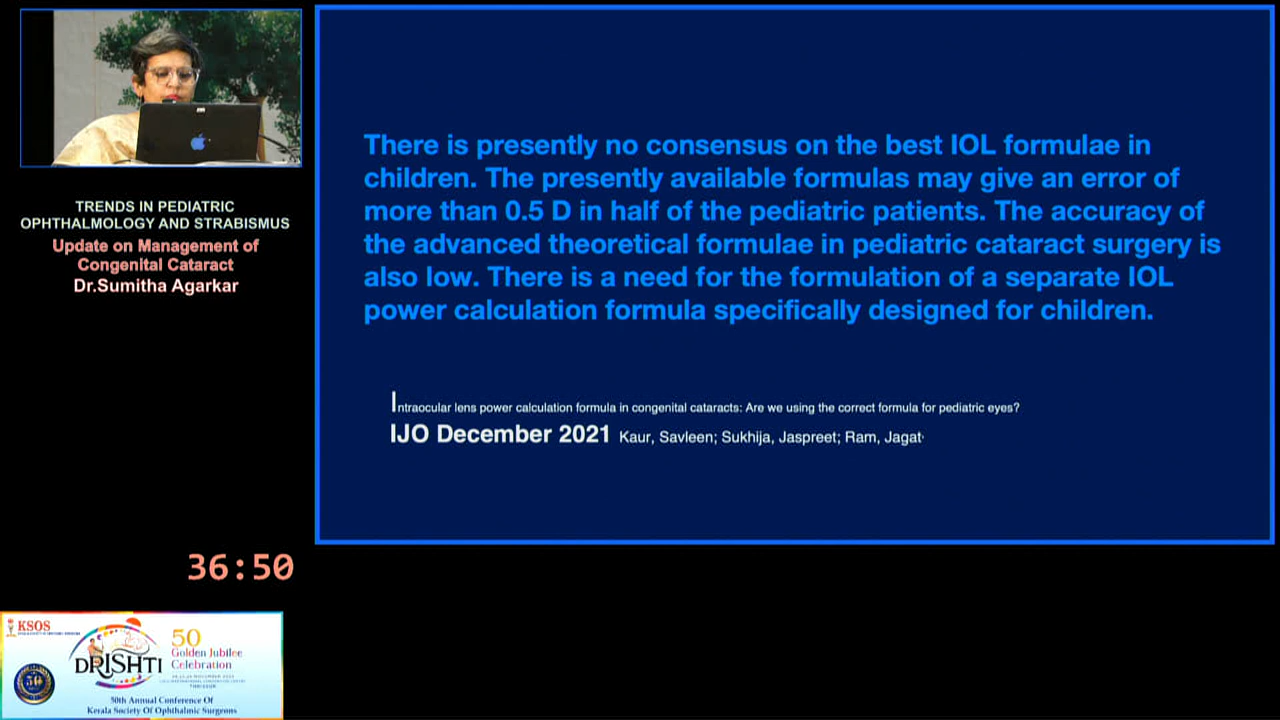 TRENDS IN PEDIATRIC
OPHTHALMOLOGY AND STRABISMUS
Update on Management of
Congenital Cataract
Dr.Sumitha Agarkar
There is presently no consensus on the best IOL formulae in
children. The presently available formulas may give an error of
more than 0.5 D in half of the pediatric patients. The accuracy of
the advanced theoretical formulae in pediatric cataract surgery is
also low. There is a need for the formulation of a separate IOL
power calculation formula specifically designed for children.
Intraocular lens power calculation formula in congenital cataracts: Are we using the correct formula for pediatric eyes?
IJO December 2021 Kaur, Savleen; Sukhija, Jaspreet; Ram, Jagat
36:50
KSOS
DRISHTI
50
Golden Jubilee
Celebration
50
50th Annual Conference Of
Kerala Society Of Ophthalmic Surgeons